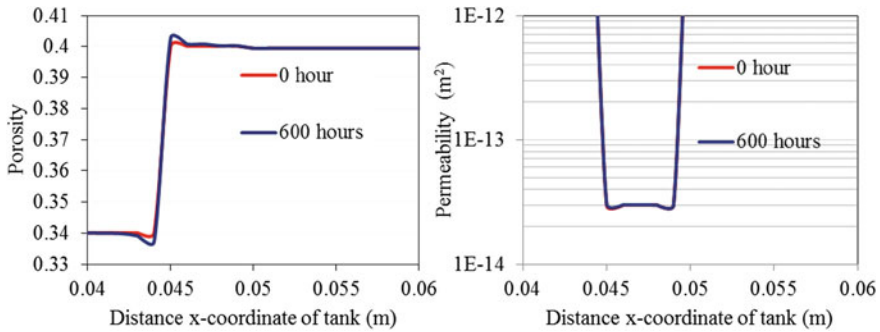 0.41
0.4
0.39
0.38
0.37
0.36
0.35
0.34
0.33
Porosity
0 hour
600 hours
0.04
0.045
0.05
0.055
0.06
Distance x-coordinate of tank (m)
1E-12
1E-13
1E-14
Permeability (m²)
0 hour
600 hours
0.04
0.045
0.05
0.055
0.06
Distance x-coordinate of tank (m)